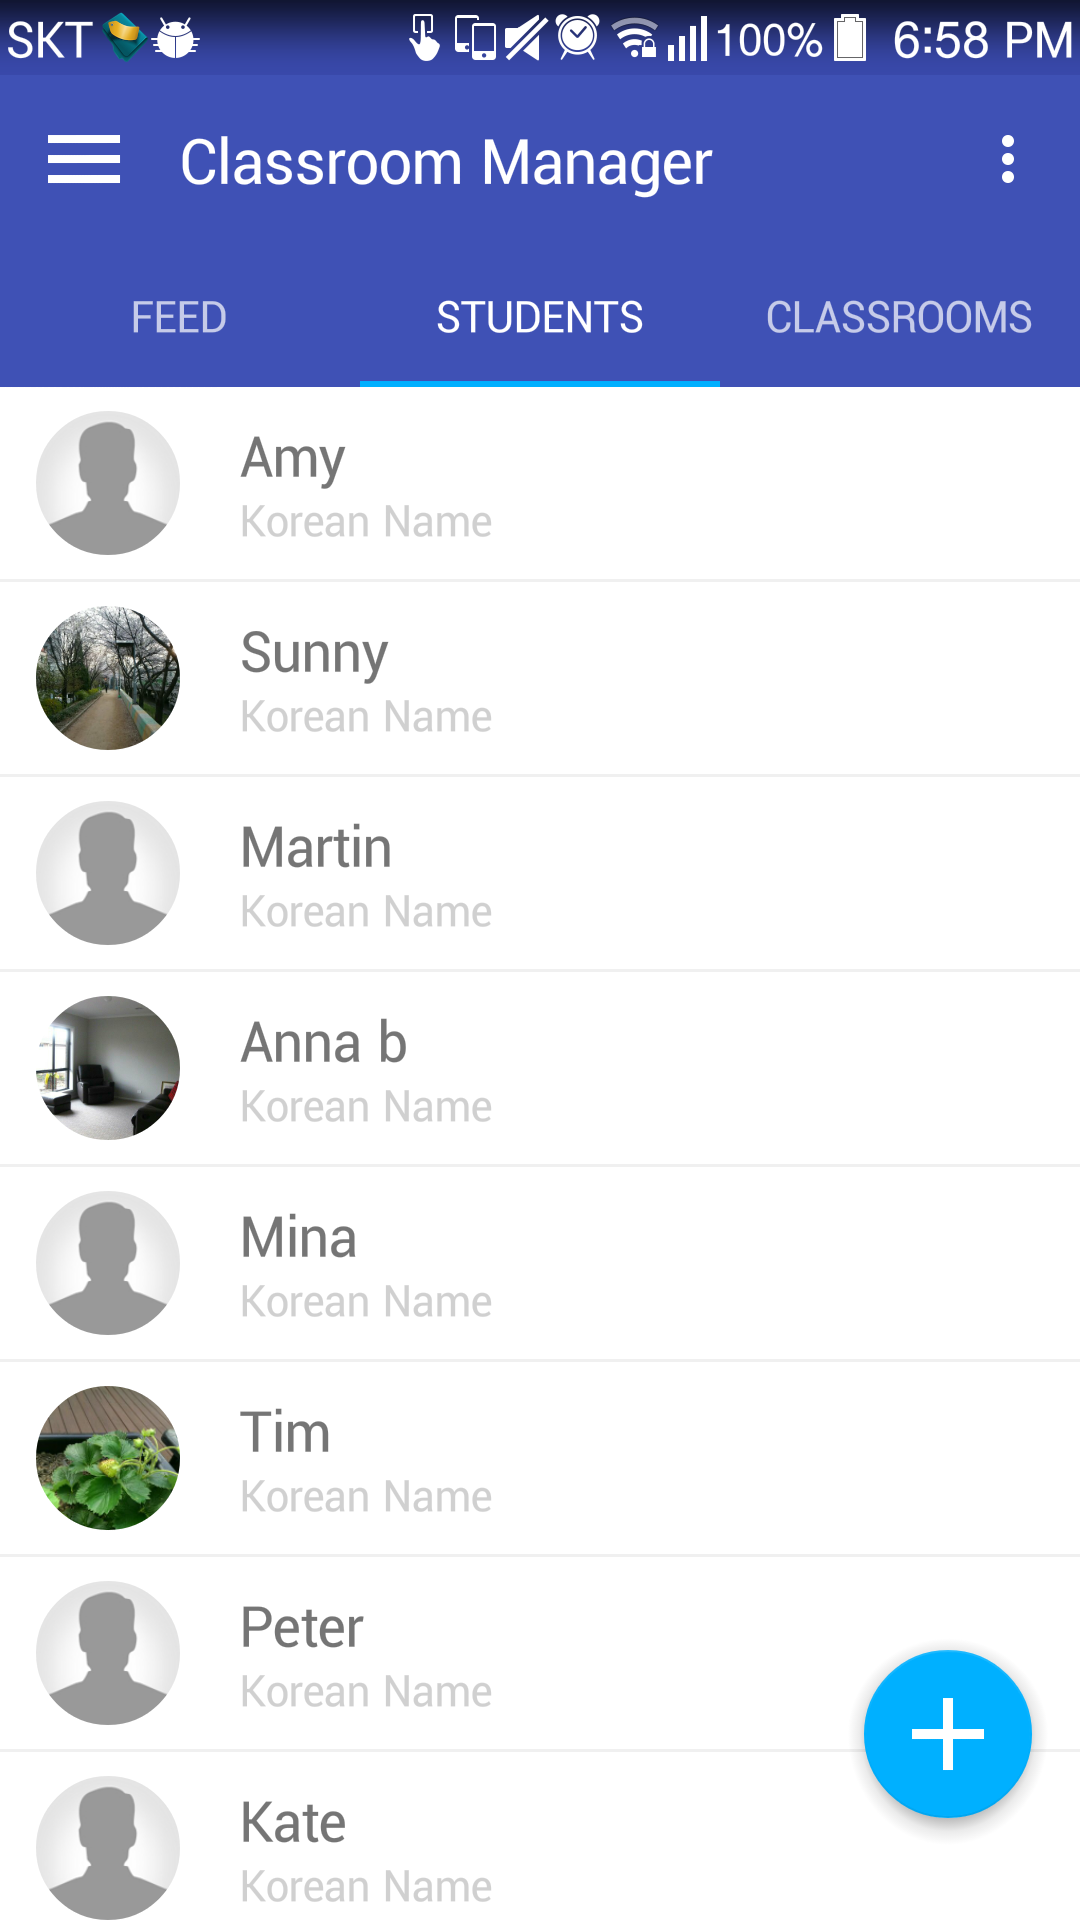 SKT 100% 6:58 PM
Classroom Manager
FEED STUDENTS CLASSROOMS
Amy
Korean Name
Sunny
Korean Name
Martin
Korean Name
Anna b
Korean Name
Mina
Korean Name
Tim
Korean Name
Peter
Korean Name
Kate
Korean Name